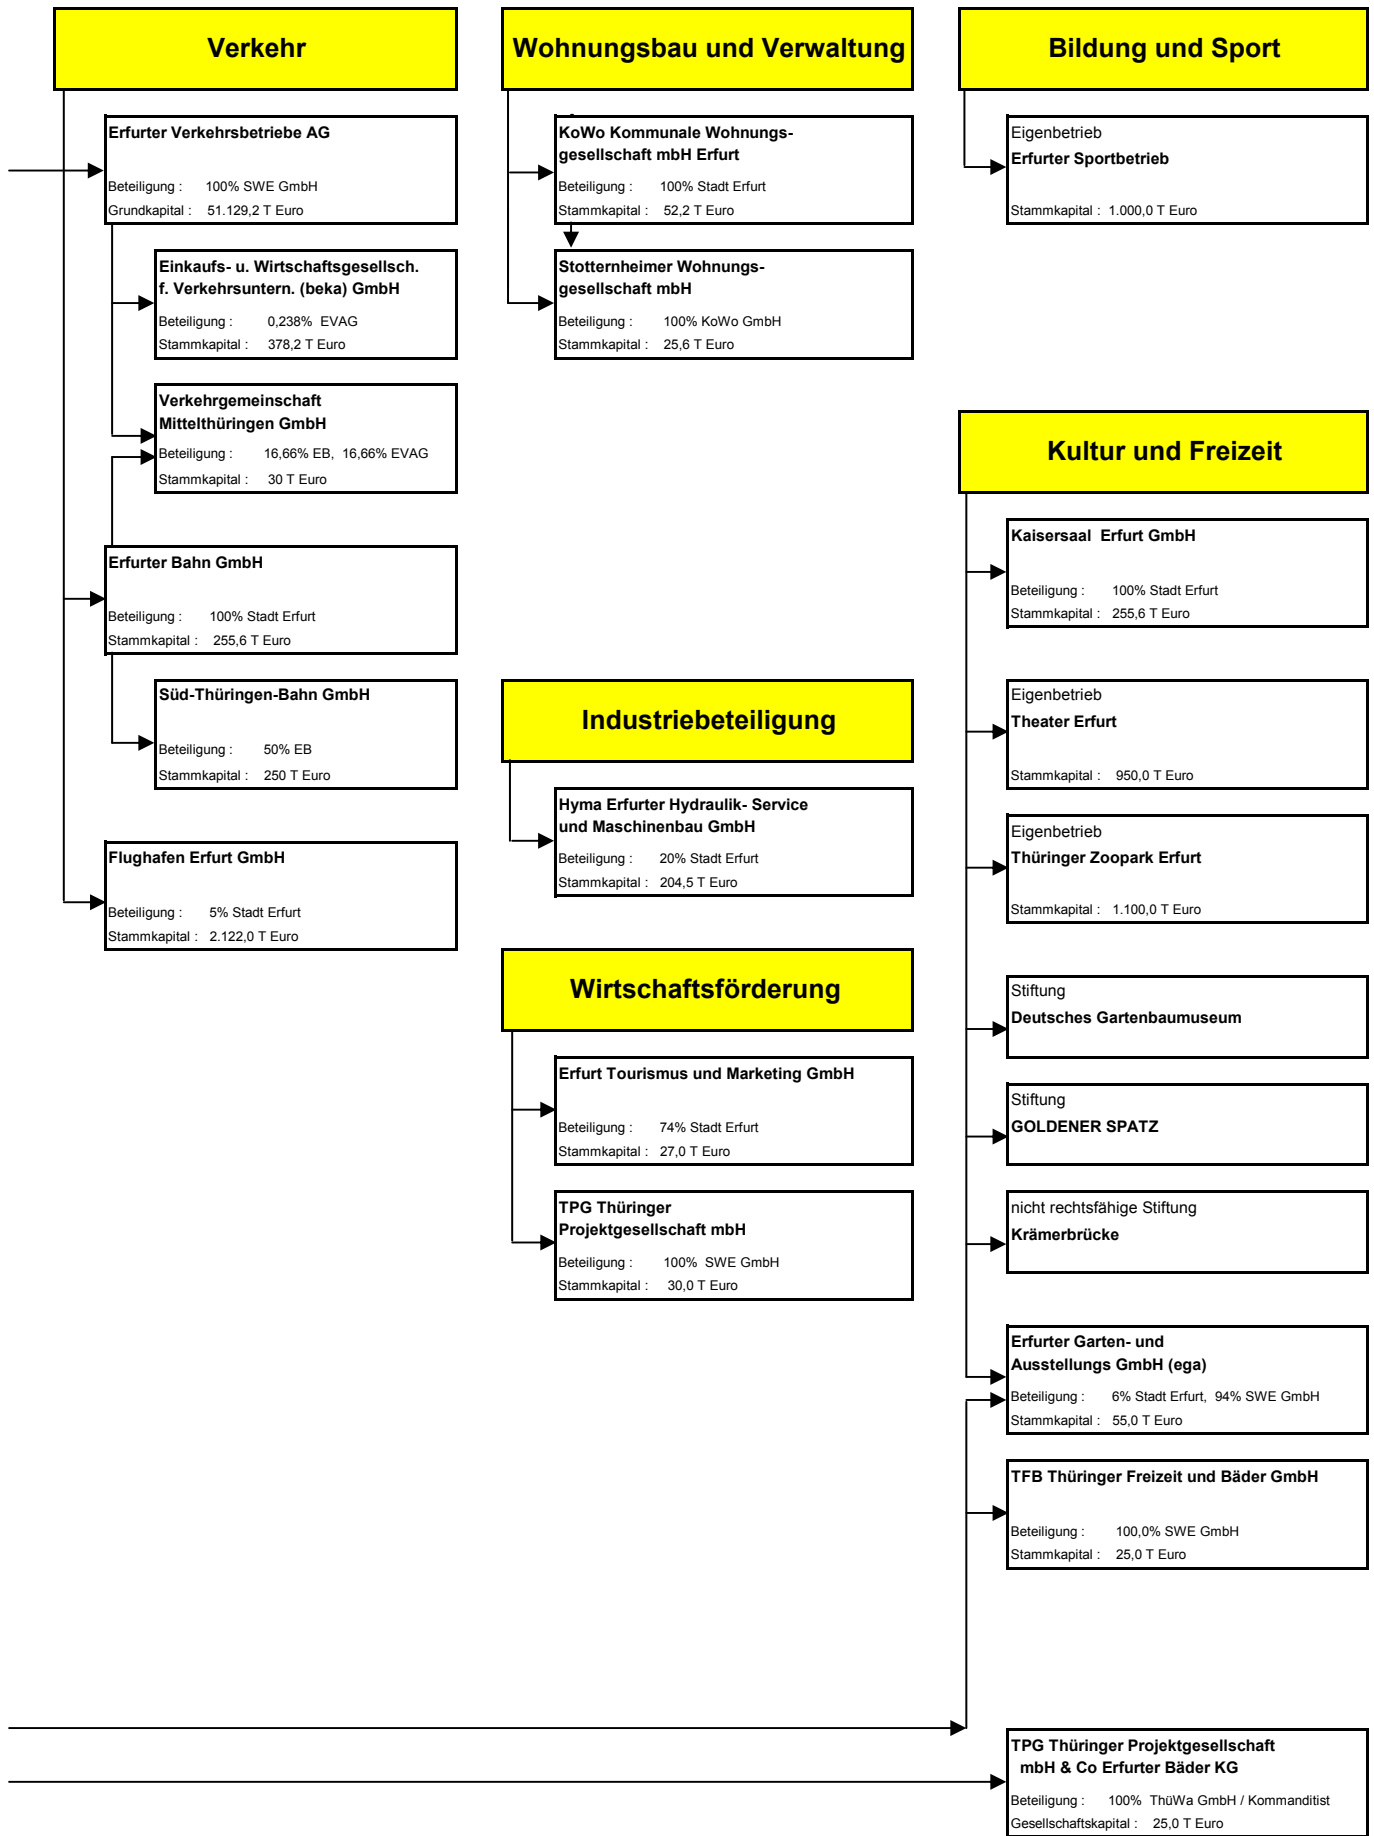 Verkehr
Erfurter Verkehrsbetriebe AG
Beteiligung : 100% SWE GmbH
Grundkapital : 51.129,2 T Euro
Einkaufs- u. Wirtschaftsgesellsch.
f. Verkehrsuntern. (beka) GmbH
Beteiligung : 0,238% EVAG
Stammkapital : 378,2 T Euro
Verkehrgemeinschaft
Mittelthüringen GmbH
Beteiligung : 16,66% EB, 16,66% EVAG
Stammkapital : 30 T Euro
Erfurter Bahn GmbH
Beteiligung : 100% Stadt Erfurt
Stammkapital : 255,6 T Euro
Süd-Thüringen-Bahn GmbH
Beteiligung : 50% EB
Stammkapital : 250 T Euro
Flughafen Erfurt GmbH
Beteiligung : 5% Stadt Erfurt
Stammkapital : 2.122,0 T Euro
Wohnungsbau und Verwaltung
KoWo Kommunale Wohnungs-
gesellschaft mbH Erfurt
Beteiligung : 100% Stadt Erfurt
Stammkapital : 52,2 T Euro
Stotternheimer Wohnungs-
gesellschaft mbH
Beteiligung : 100% KoWo GmbH
Stammkapital : 25,6 T Euro
Industriebeteiligung
Hyma Erfurter Hydraulik- Service
und Maschinenbau GmbH
Beteiligung : 20% Stadt Erfurt
Stammkapital : 204,5 T Euro
Wirtschaftsförderung
Erfurt Tourismus und Marketing GmbH
Beteiligung : 74% Stadt Erfurt
Stammkapital : 27,0 T Euro
TPG Thüringer
Projektgesellschaft mbH
Beteiligung : 100% SWE GmbH
Stammkapital : 30,0 T Euro
Bildung und Sport
Eigenbetrieb
Erfurter Sportbetrieb
Stammkapital : 1.000,0 T Euro
Kultur und Freizeit
Kaisersaal Erfurt GmbH
Beteiligung : 100% Stadt Erfurt
Stammkapital : 255,6 T Euro
Eigenbetrieb
Theater Erfurt
Stammkapital : 950,0 T Euro
Eigenbetrieb
Thüringer Zoopark Erfurt
Stammkapital : 1.100,0 T Euro
Stiftung
Deutsches Gartenbaumuseum
Stiftung
GOLDENER SPATZ
nicht rechtsfähige Stiftung
Krämerbrücke
Erfurter Garten- und
Ausstellungs GmbH (ega)
Beteiligung : 6% Stadt Erfurt, 94% SWE GmbH
Stammkapital : 55,0 T Euro
TFB Thüringer Freizeit und Bäder GmbH
Beteiligung : 100,0% SWE GmbH
Stammkapital : 25,0 T Euro
TPG Thüringer Projektgesellschaft
mbH & Co Erfurter Bäder KG
Beteiligung : 100% ThüWa GmbH / Kommanditist
Gesellschaftskapital : 25,0 T Euro